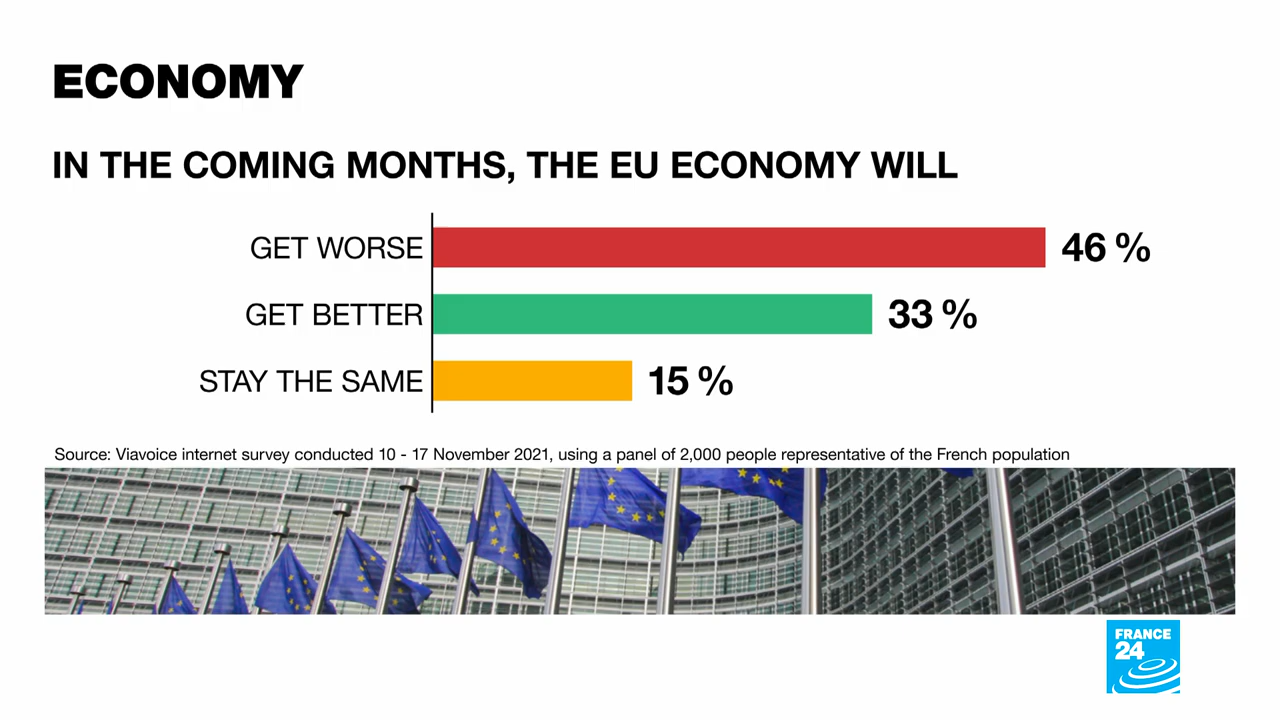 ECONOMY
IN THE COMING MONTHS, THE EU ECONOMY WILL
GET WORSE 46 %
GET BETTER 33 %
STAY THE SAME 15 %
Source: Viavoice internet survey conducted 10 - 17 November 2021, using a panel of 2,000 people representative of the French population
FRANCE
24